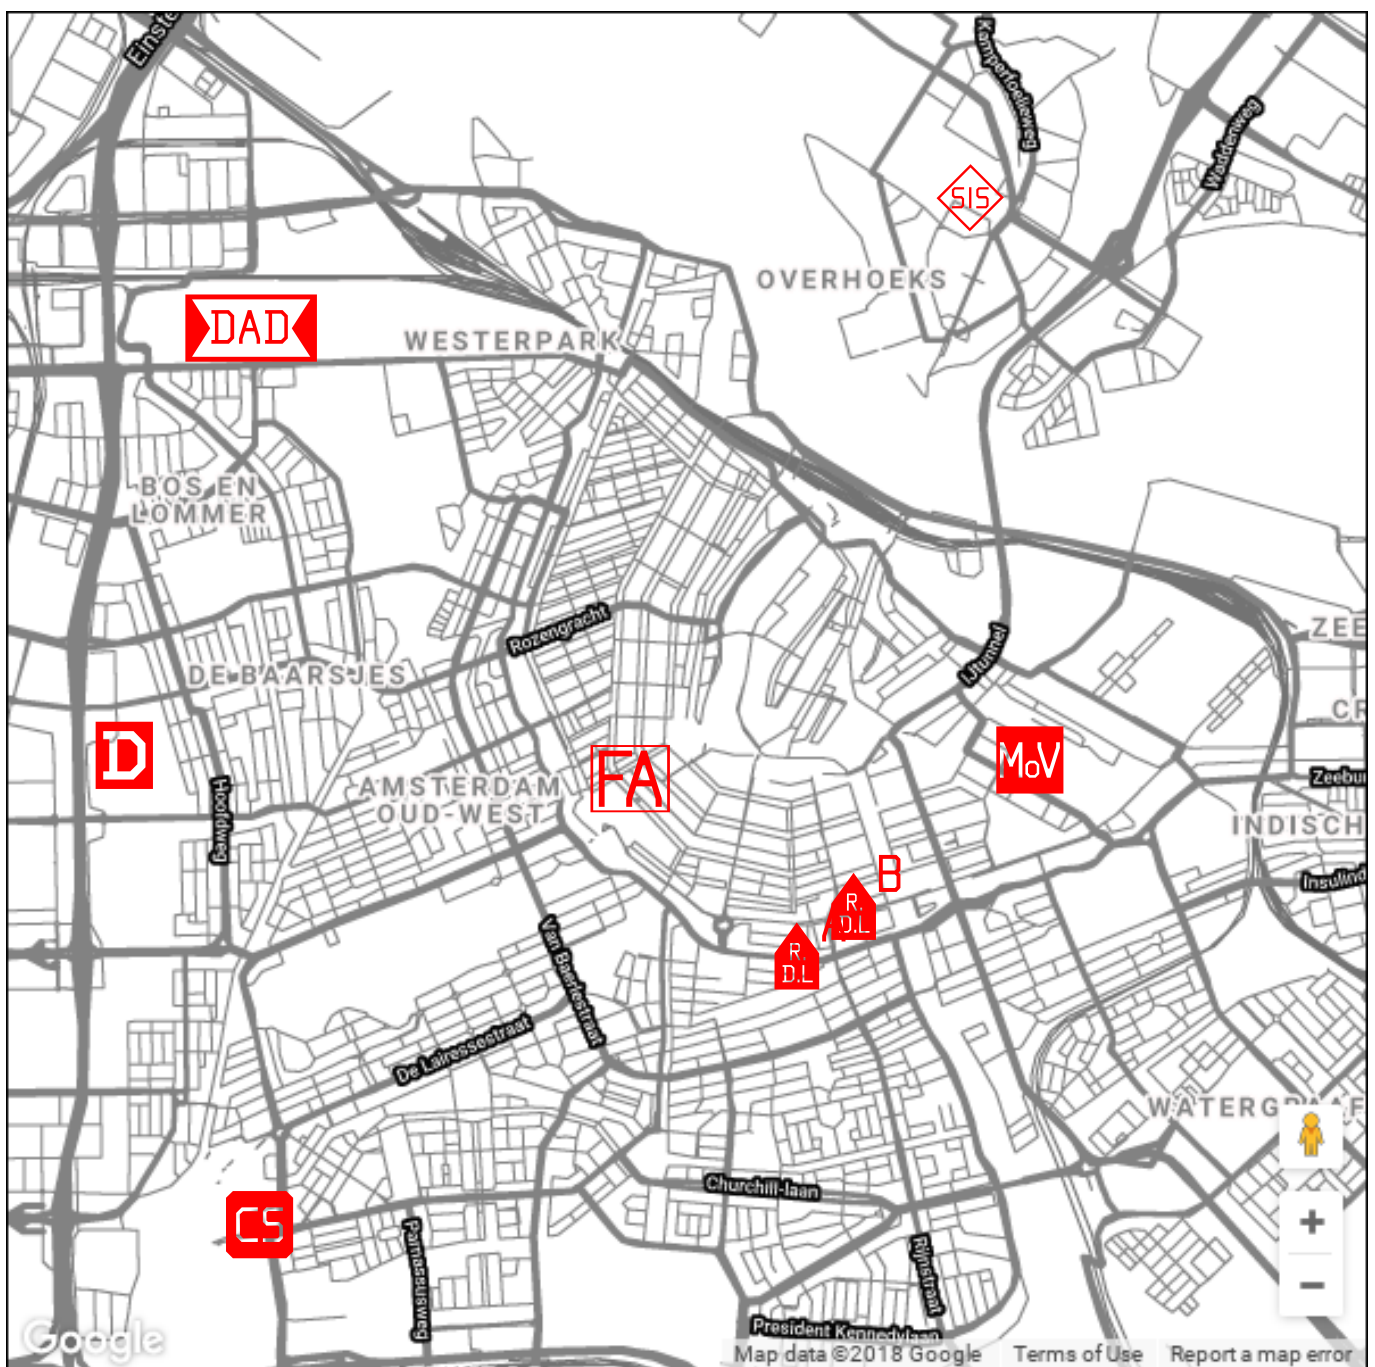 Einste
Kamperfoelieweg
Waddenweg
SIS
OVERHOEKS
DAD
WESTERPARK
BOS EN
LOMMER
Rozengracht
IJtunnel
ZEE
DE BAARSJES
CR
D
FA
MoV
Zeebur
AMSTERDAM
OUD-WEST
Hoofdweg
INDISCH
B
Insulind
R.
D.L
A
R.
D.L
Van Baerlestraat
De Lairessestraat
WATERGRAAF
Churchill-laan
CS
Parnassusweg
Rijnstraat
President Kennedylaan
+
−
Google
Map data ©2018 Google
Terms of Use
Report a map error